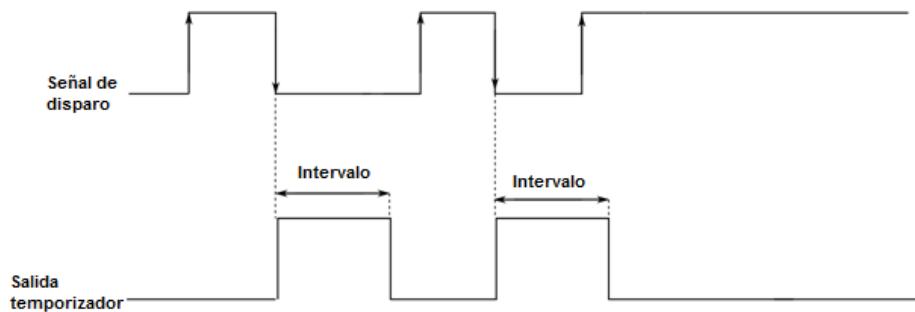 Señal de
disparo
Intervalo
Intervalo
Salida
temporizador